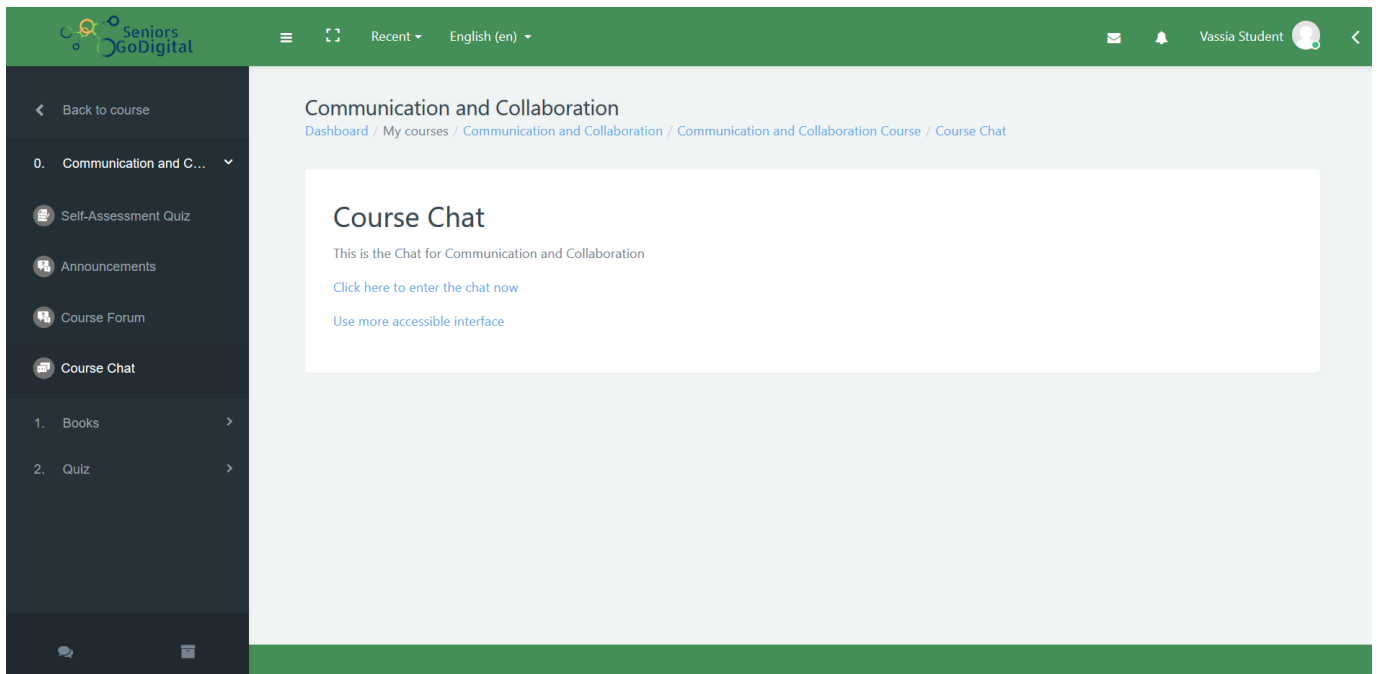 Seniors
GoDigital
Recent
English (en)
Vassia Student
Back to course
0. Communication and C...
Self-Assessment Quiz
Announcements
Course Forum
Course Chat
1. Books
2. Quiz
Communication and Collaboration
Dashboard / My courses / Communication and Collaboration / Communication and Collaboration Course / Course Chat
Course Chat
This is the Chat for Communication and Collaboration
Click here to enter the chat now
Use more accessible interface